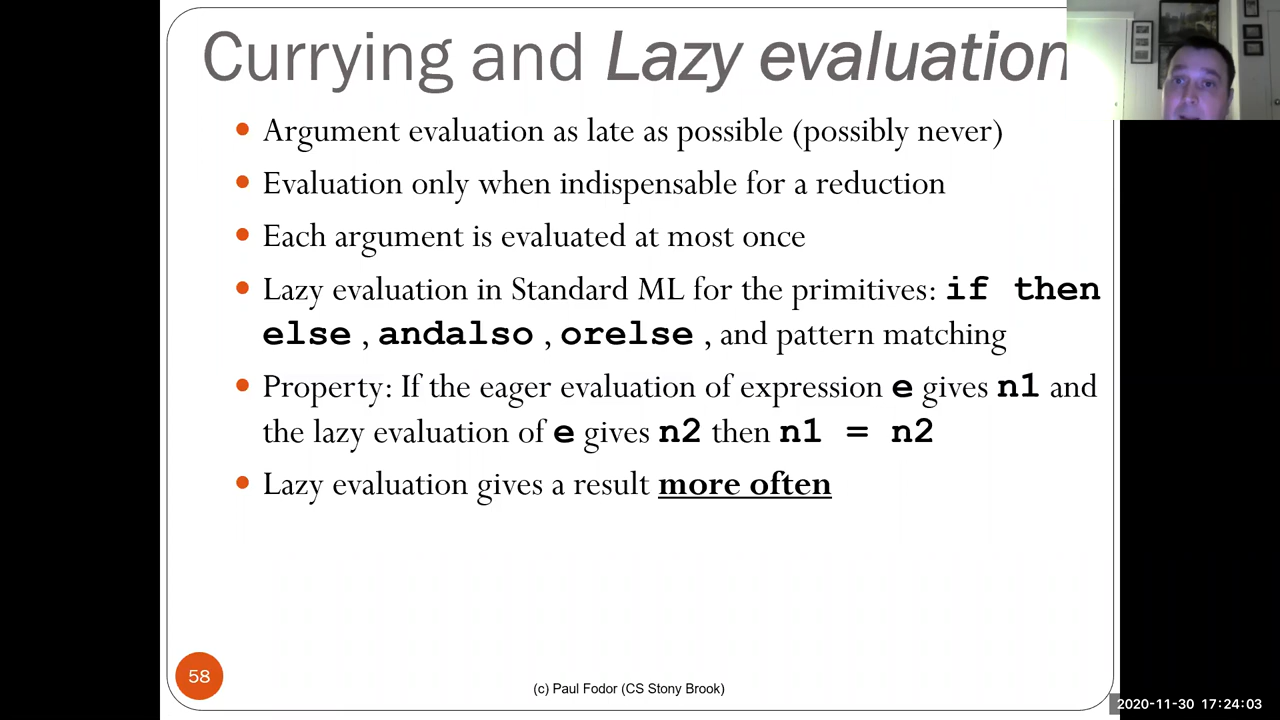 Currying and Lazy evaluation
• Argument evaluation as late as possible (possibly never)
• Evaluation only when indispensable for a reduction
• Each argument is evaluated at most once
• Lazy evaluation in Standard ML for the primitives: if then
else , andalso , orelse , and pattern matching
• Property: If the eager evaluation of expression e gives n1 and
the lazy evaluation of e gives n2 then n1 = n2
• Lazy evaluation gives a result more often
58
(c) Paul Fodor (CS Stony Brook)
2020-11-30 17:24:03